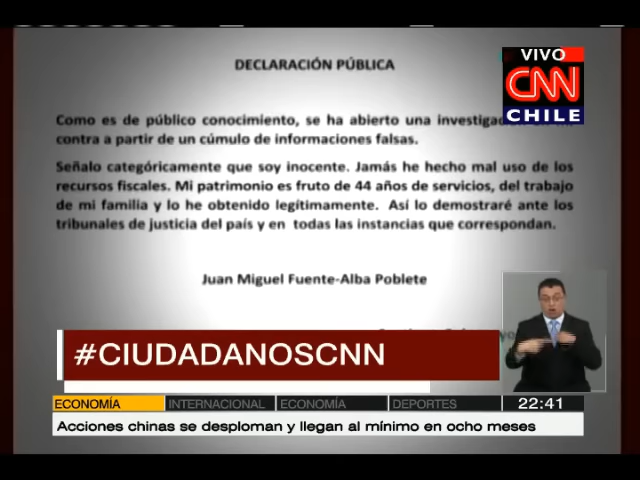 DECLARACIÓN PÚBLICA
VIVO
CNN
CHILE
Como es de público conocimiento, se ha abierto una
contra a partir de un cúmulo de informaciones falsas.
Señalo categóricamente que soy inocente. Jamás he hecho mal uso de los
recursos fiscales. Mi patrimonio es fruto de 44 años de servicios, del trabajo
de mi familia y lo he obtenido legítimamente. Así lo demostraré ante los
tribunales de justicia del país y en todas las instancias que correspondan.
Juan Miguel Fuente-Alba Poblete
#CIUDADANOSCNN
ECONOMÍA INTERNACIONAL ECONOMÍA DEPORTES 22:41
Acciones chinas se desploman y llegan al mínimo en ocho meses